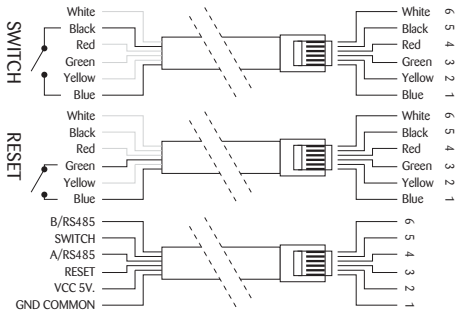 SWITCH
White White 6
Black Black 5
Red Red 4
Green Green 3
Yellow Yellow 2
Blue Blue 1
RESET
White White 6
Black Black 5
Red Red 4
Green Green 3
Yellow Yellow 2
Blue Blue 1
B/RS485 6
SWITCH 5
A/RS485 4
RESET 3
VCC 5V. 2
GND COMMON 1